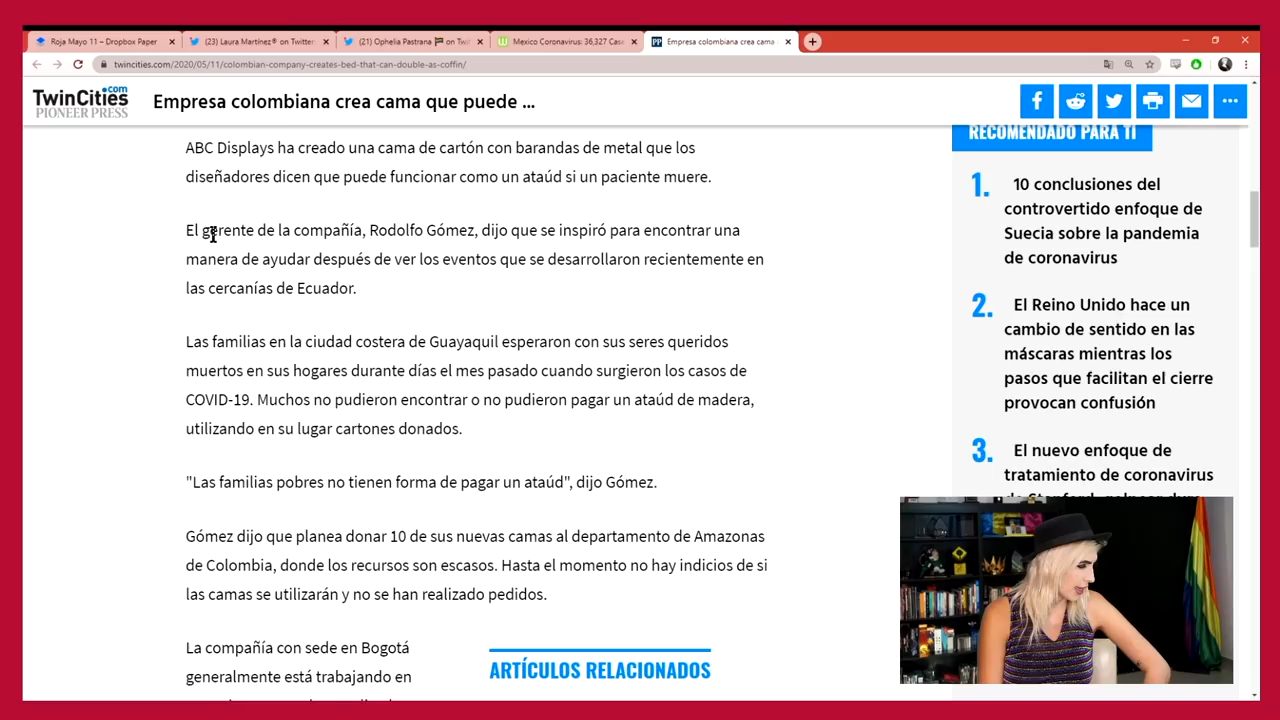 Roja Mayo 11 – Dropbox Paper
(23) Laura Martínez® on Twitter
(21) Ophelia Pastrana on Twi
Mexico Coronavirus: 36,327 Cas
Empresa colombiana crea cama
twincities.com/2020/05/11/colombian-company-creates-bed-that-can-double-as-coffin/
TwinCities.com
PIONEER PRESS
Empresa colombiana crea cama que puede ...
ABC Displays ha creado una cama de cartón con barandas de metal que los
diseñadores dicen que puede funcionar como un ataúd si un paciente muere.
El gerente de la compañía, Rodolfo Gómez, dijo que se inspiró para encontrar una
manera de ayudar después de ver los eventos que se desarrollaron recientemente en
las cercanías de Ecuador.
Las familias en la ciudad costera de Guayaquil esperaron con sus seres queridos
muertos en sus hogares durante días el mes pasado cuando surgieron los casos de
COVID-19. Muchos no pudieron encontrar o no pudieron pagar un ataúd de madera,
utilizando en su lugar cartones donados.
"Las familias pobres no tienen forma de pagar un ataúd", dijo Gómez.
Gómez dijo que planea donar 10 de sus nuevas camas al departamento de Amazonas
de Colombia, donde los recursos son escasos. Hasta el momento no hay indicios de si
las camas se utilizarán y no se han realizado pedidos.
La compañía con sede en Bogotá
generalmente está trabajando en
ARTÍCULOS RELACIONADOS
RECOMENDADO PARA TI
1. 10 conclusiones del
controvertido enfoque de
Suecia sobre la pandemia
de coronavirus
2. El Reino Unido hace un
cambio de sentido en las
máscaras mientras los
pasos que facilitan el cierre
provocan confusión
3. El nuevo enfoque de
tratamiento de coronavirus